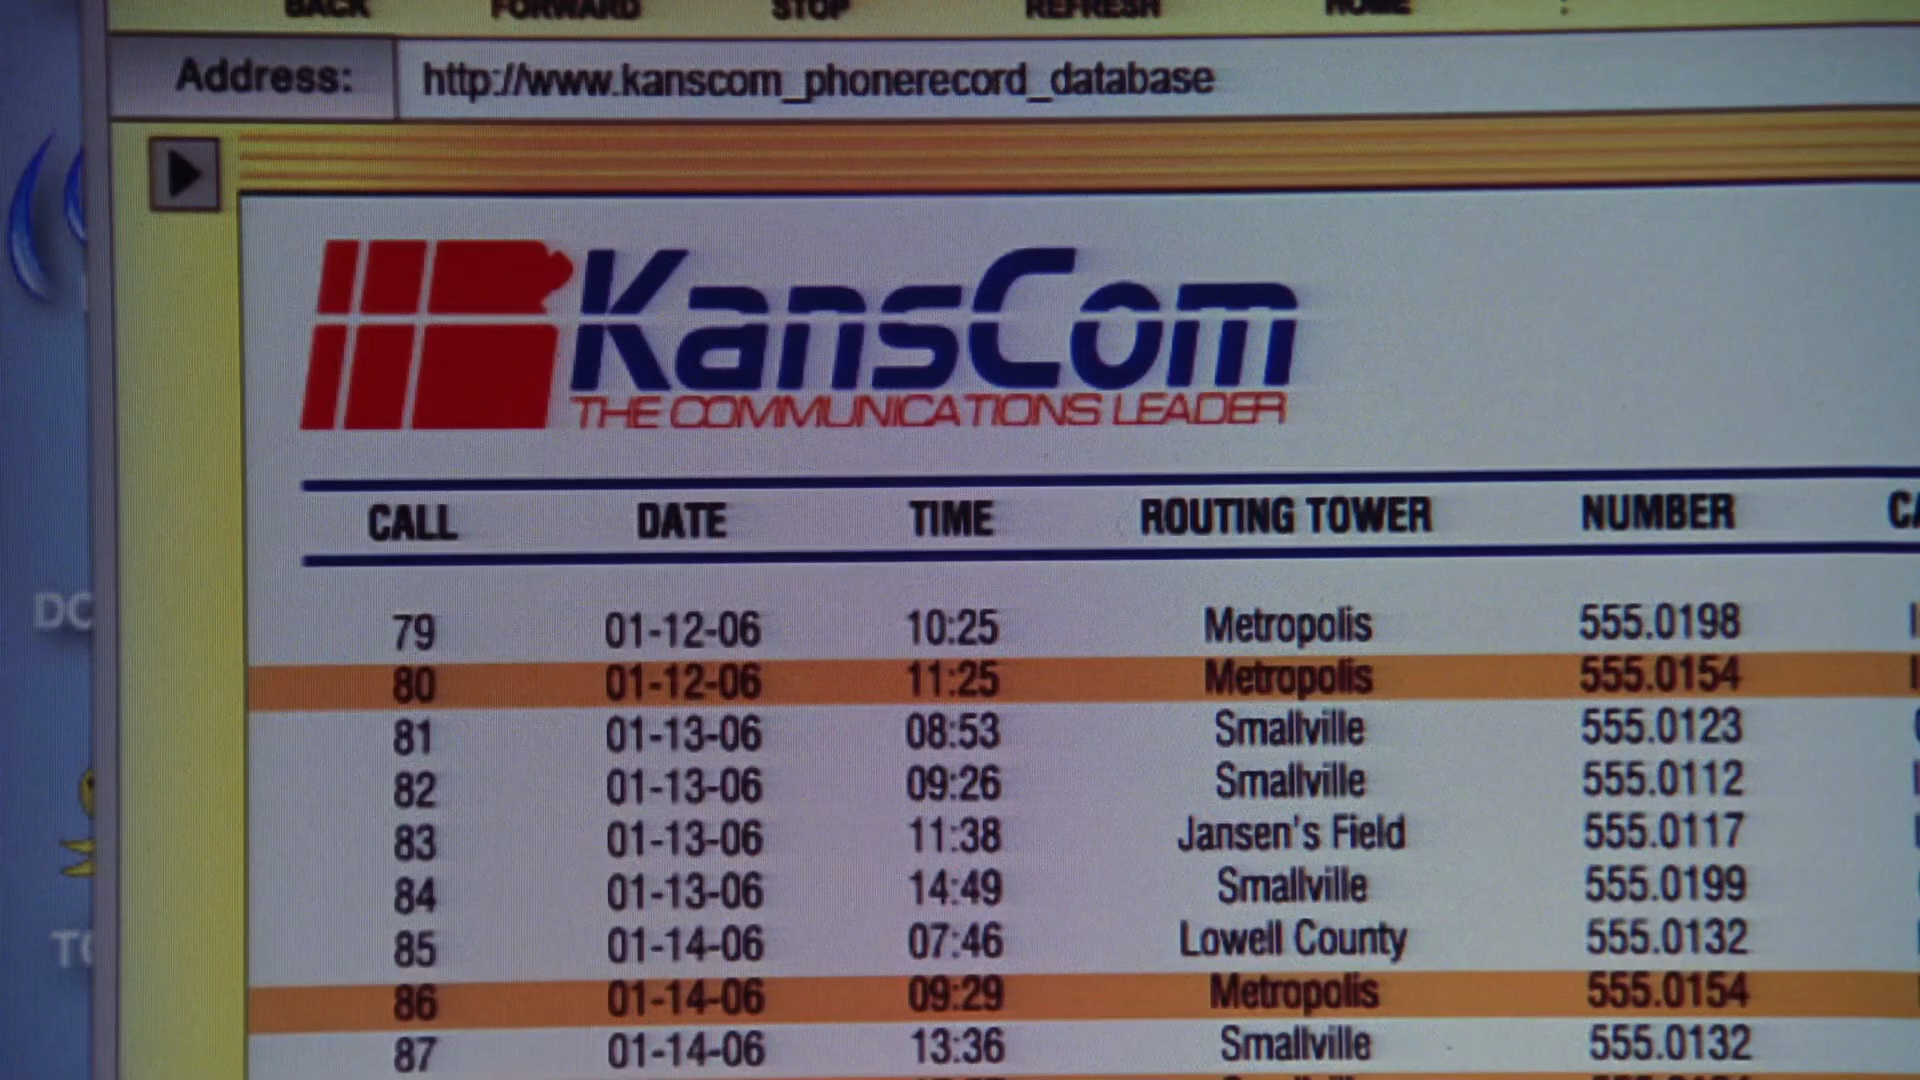 BACK FORWARD STOP REFRESH HOME
Address: http://www.kanscom_phonerecord_database
KansCom
THE COMMUNICATIONS LEADER
CALL DATE TIME ROUTING TOWER NUMBER
79 01-12-06 10:25 Metropolis 555.0198
80 01-12-06 11:25 Metropolis 555.0154
81 01-13-06 08:53 Smallville 555.0123
82 01-13-06 09:26 Smallville 555.0112
83 01-13-06 11:38 Jansen's Field 555.0117
84 01-13-06 14:49 Smallville 555.0199
85 01-14-06 07:46 Lowell County 555.0132
86 01-14-06 09:29 Metropolis 555.0154
87 01-14-06 13:36 Smallville 555.0132